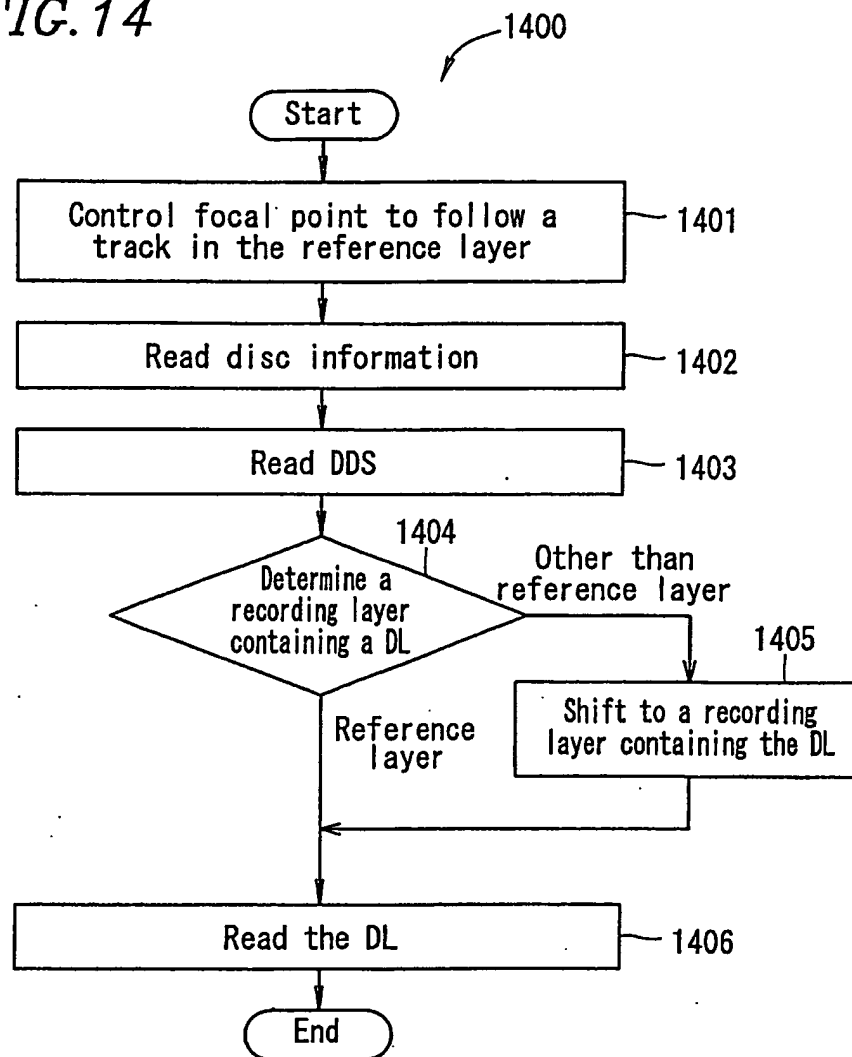 FIG. 14
1400
Start
Control focal point to follow a
track in the reference layer
1401
Read disc information
1402
Read DDS
1403
1404
Determine a
recording layer
containing a DL
Other than
reference layer
1405
Shift to a recording
layer containing the DL
Reference
layer
Read the DL
1406
End